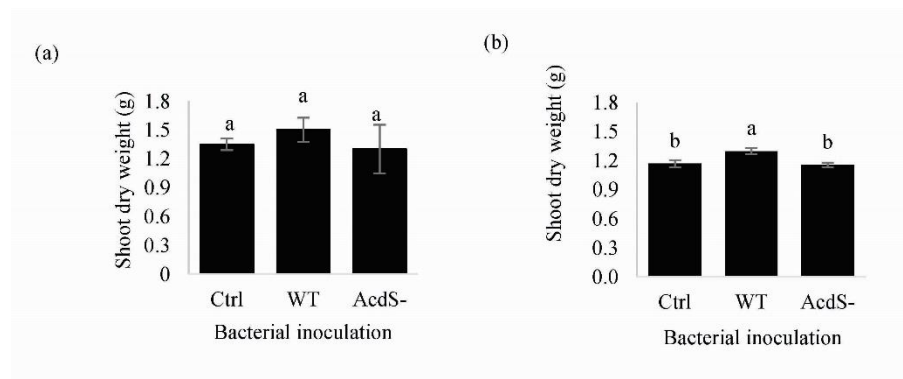 (a)
Shoot dry weight (g)
1.8
1.5
1.2
0.9
0.6
0.3
0
a
a
a
Ctrl
WT
AcdS-
Bacterial inoculation
(b)
Shoot dry weight (g)
1.8
1.5
1.2
0.9
0.6
0.3
0.0
b
a
b
Ctrl
WT
AcdS-
Bacterial inoculation